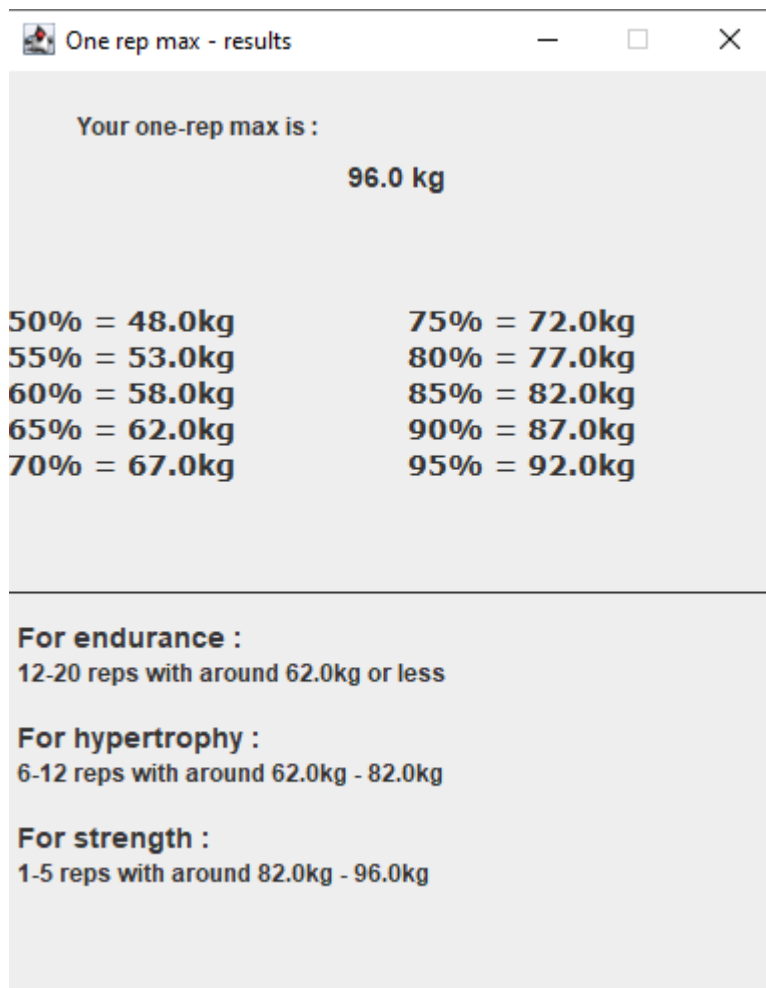 One rep max - results
Your one-rep max is :
96.0 kg
50% = 48.0kg
55% = 53.0kg
60% = 58.0kg
65% = 62.0kg
70% = 67.0kg
75% = 72.0kg
80% = 77.0kg
85% = 82.0kg
90% = 87.0kg
95% = 92.0kg
For endurance :
12-20 reps with around 62.0kg or less
For hypertrophy :
6-12 reps with around 62.0kg - 82.0kg
For strength :
1-5 reps with around 82.0kg - 96.0kg